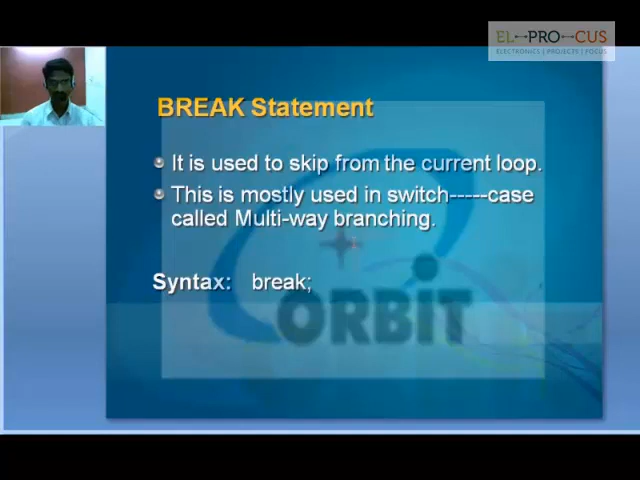 EL PRO CUS
ELECTRONICS | PROJECTS | FOCUS
BREAK Statement
It is used to skip from the current loop.
This is mostly used in switch-----case
called Multi-way branching.
Syntax: break;
ORBIT